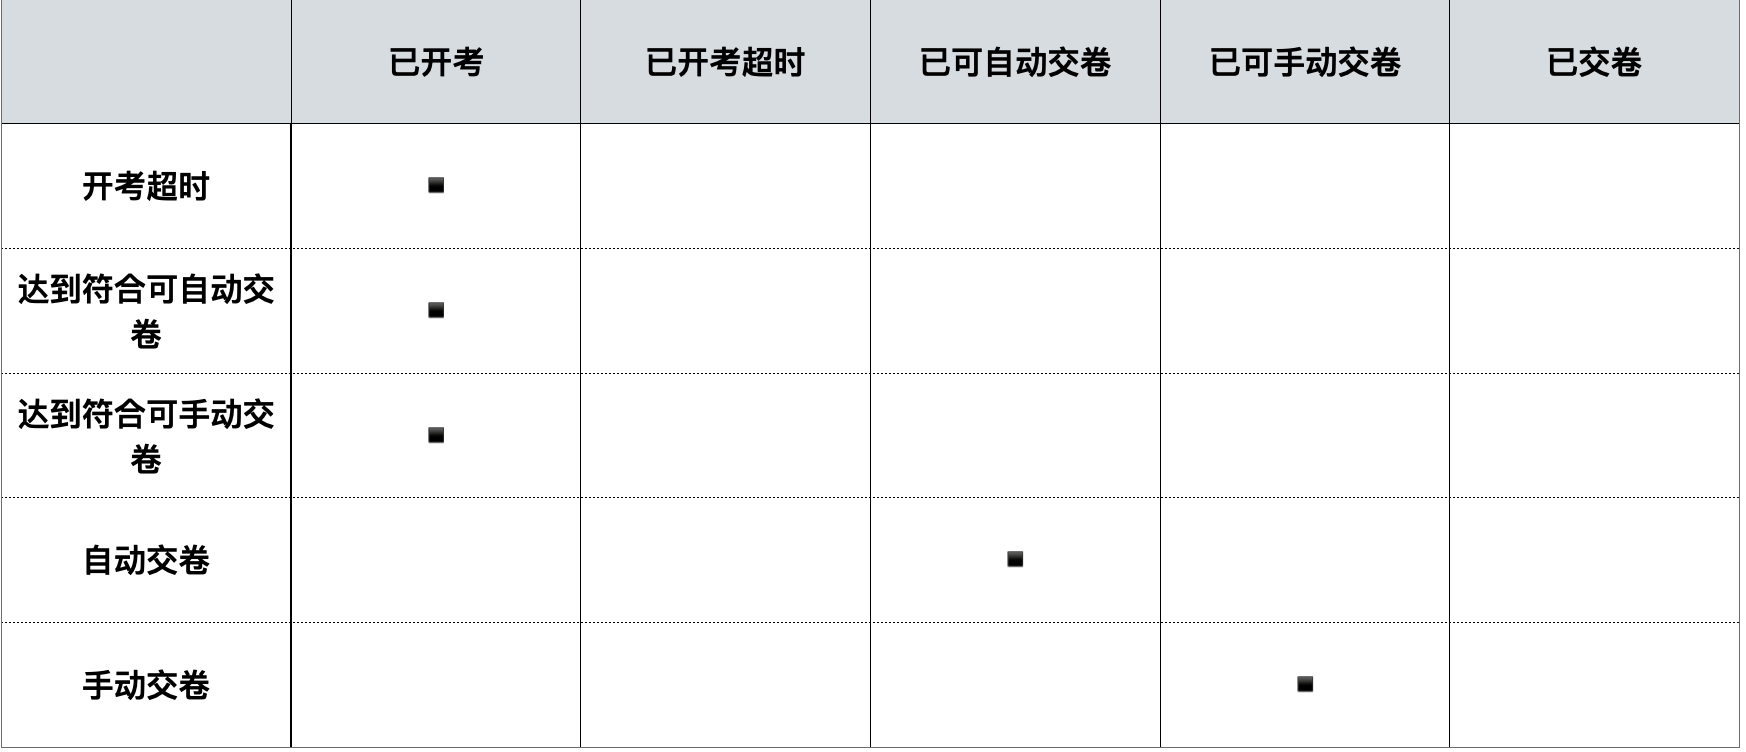 已开考
已开考超时
已可自动交卷
已可手动交卷
已交卷
开考超时
达到符合可自动交
卷
达到符合可手动交
卷
自动交卷
手动交卷